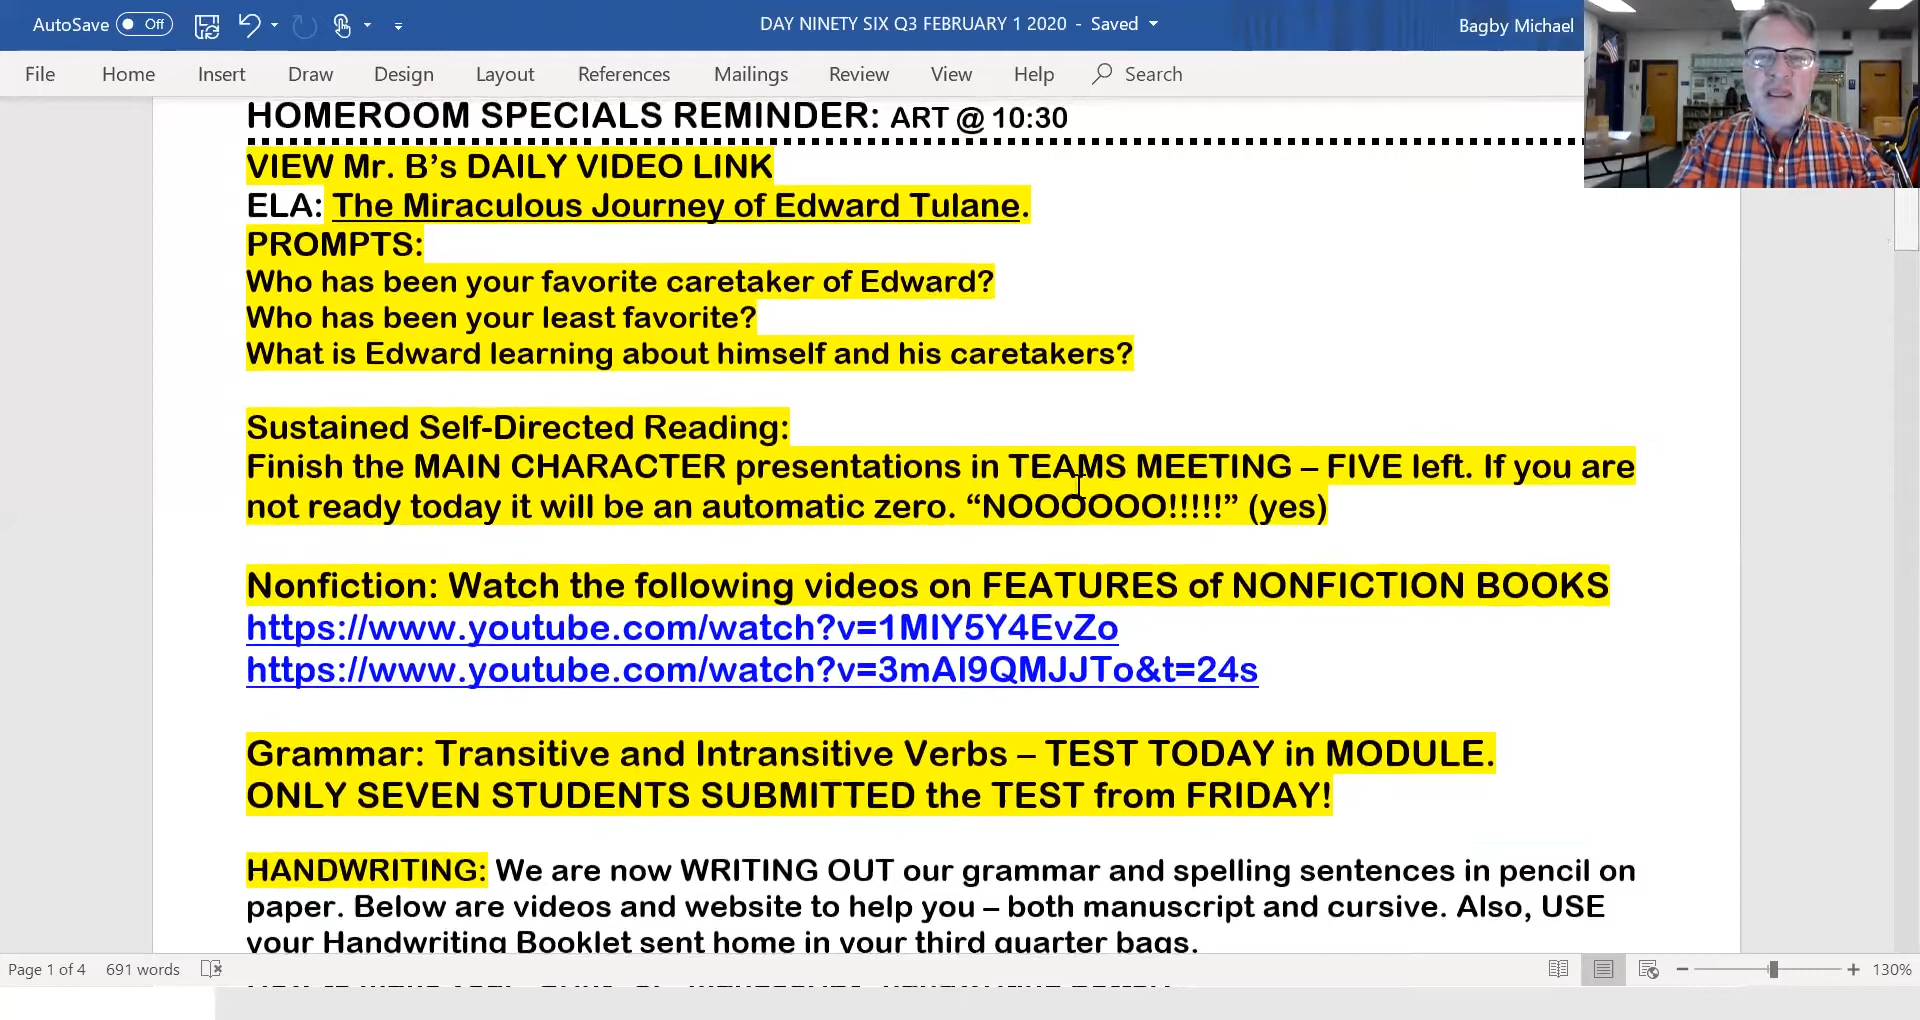 AutoSave Off DAY NINETY SIX Q3 FEBRUARY 1 2020 - Saved Bagby Michael
File Home Insert Draw Design Layout References Mailings Review View Help Search
HOMEROOM SPECIALS REMINDER: ART @ 10:30
VIEW Mr. B’s DAILY VIDEO LINK
ELA: The Miraculous Journey of Edward Tulane.
PROMPTS:
Who has been your favorite caretaker of Edward?
Who has been your least favorite?
What is Edward learning about himself and his caretakers?
Sustained Self-Directed Reading:
Finish the MAIN CHARACTER presentations in TEAMS MEETING – FIVE left. If you are
not ready today it will be an automatic zero. “NOOOOOO!!!!!” (yes)
Nonfiction: Watch the following videos on FEATURES of NONFICTION BOOKS
https://www.youtube.com/watch?v=1MIY5Y4EvZo
https://www.youtube.com/watch?v=3mAI9QMJJTo&t=24s
Grammar: Transitive and Intransitive Verbs – TEST TODAY in MODULE.
ONLY SEVEN STUDENTS SUBMITTED the TEST from FRIDAY!
HANDWRITING: We are now WRITING OUT our grammar and spelling sentences in pencil on
paper. Below are videos and website to help you – both manuscript and cursive. Also, USE
your Handwriting Booklet sent home in your third quarter bags.
Page 1 of 4 691 words 130%